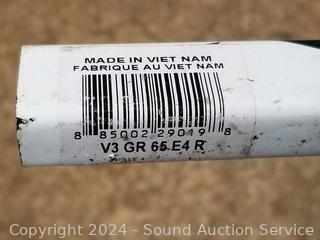 MADE IN VIET NAM
FABRIQUE AU VIET NAM
8 85002 29019 8
V3 GR 65 E4 R
Copyright 2024 - Sound Auction Service